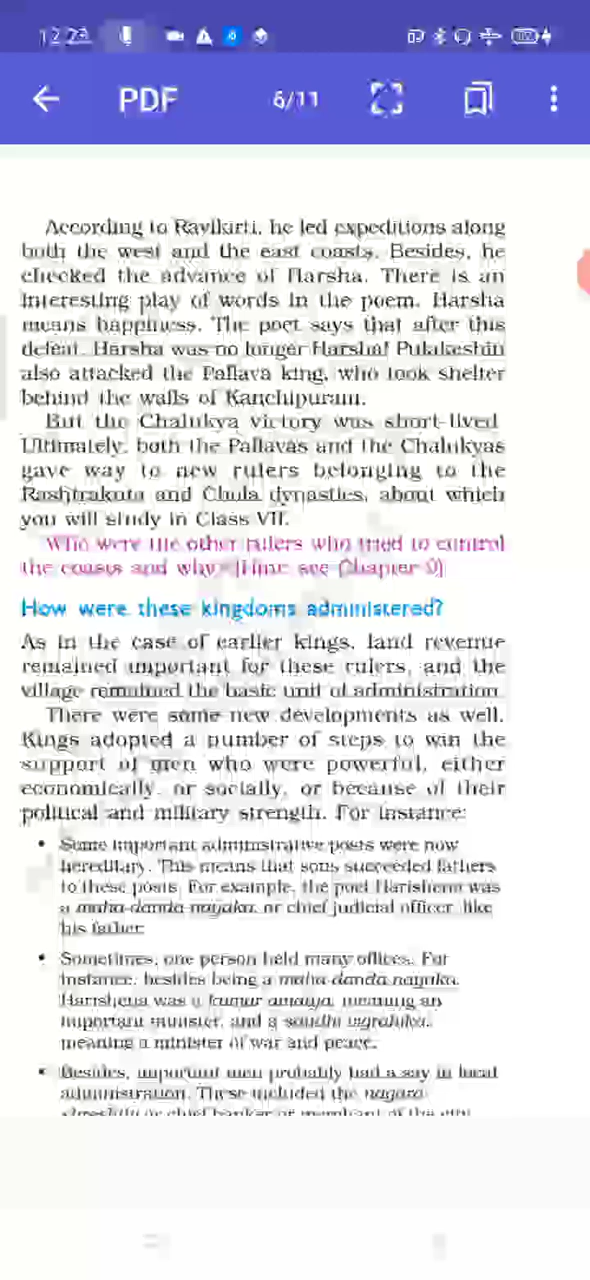 12:23
PDF
6/11
According to Ravikirti, he led expeditions along
both the west and the east coasts. Besides, he
checked the advance of Harsha. There is an
interesting play of words in the poem. Harsha
means happiness. The poet says that after this
defeat, Harsha was no longer Harsha! Pulakeshin
also attacked the Pallava king, who took shelter
behind the walls of Kanchipuram.
But the Chalukya victory was short-lived.
Ultimately, both the Pallavas and the Chalukyas
gave way to new rulers belonging to the
Rashtrakuta and Chola dynasties, about which
you will study in Class VII.
Who were the other rulers who tried to control
the coasts and why? (Hint: see Chapter 9)
How were these kingdoms administered?
As in the case of earlier kings, land revenue
remained important for these rulers, and the
village remained the basic unit of administration.
There were some new developments as well.
Kings adopted a number of steps to win the
support of men who were powerful, either
economically, or socially, or because of their
political and military strength. For instance:
• Some important administrative posts were now
hereditary. This means that sons succeeded fathers
to these posts. For example, the poet Harishena was
a maha-danda-nayaka, or chief judicial officer, like
his father.
• Sometimes, one person held many offices. For
instance, besides being a maha-danda-nayaka,
Harishena was a kumar-amatya, meaning an
important minister, and a sandhi-vigrahika,
meaning a minister of war and peace.
• Besides, important men probably had a say in local
administration. These included the nagara-
shreshthi or chief banker or merchant of the city